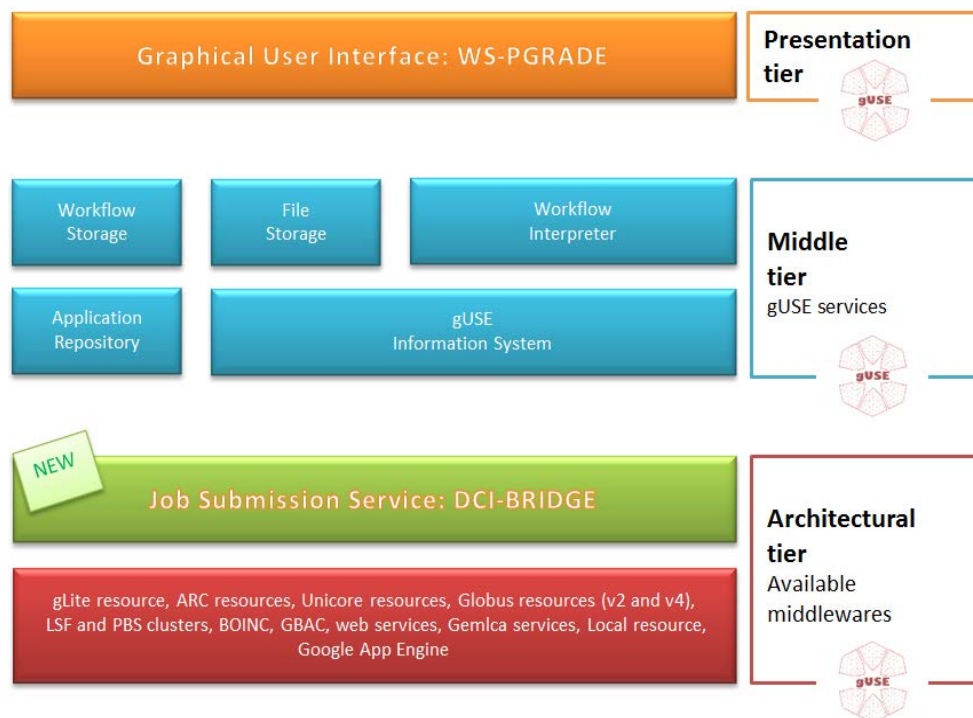 Graphical User Interface: WS-PGRADE
Presentation
tier
gUSE
Workflow
Storage
File
Storage
Workflow
Interpreter
Application
Repository
gUSE
Information System
Middle
tier
gUSE services
gUSE
NEW
Job Submission Service: DCI-BRIDGE
gLite resource, ARC resources, Unicore resources, Globus resources (v2 and v4),
LSF and PBS clusters, BOINC, GBAC, web services, Gemlca services, Local resource,
Google App Engine
Architectural
tier
Available
middlewares
gUSE